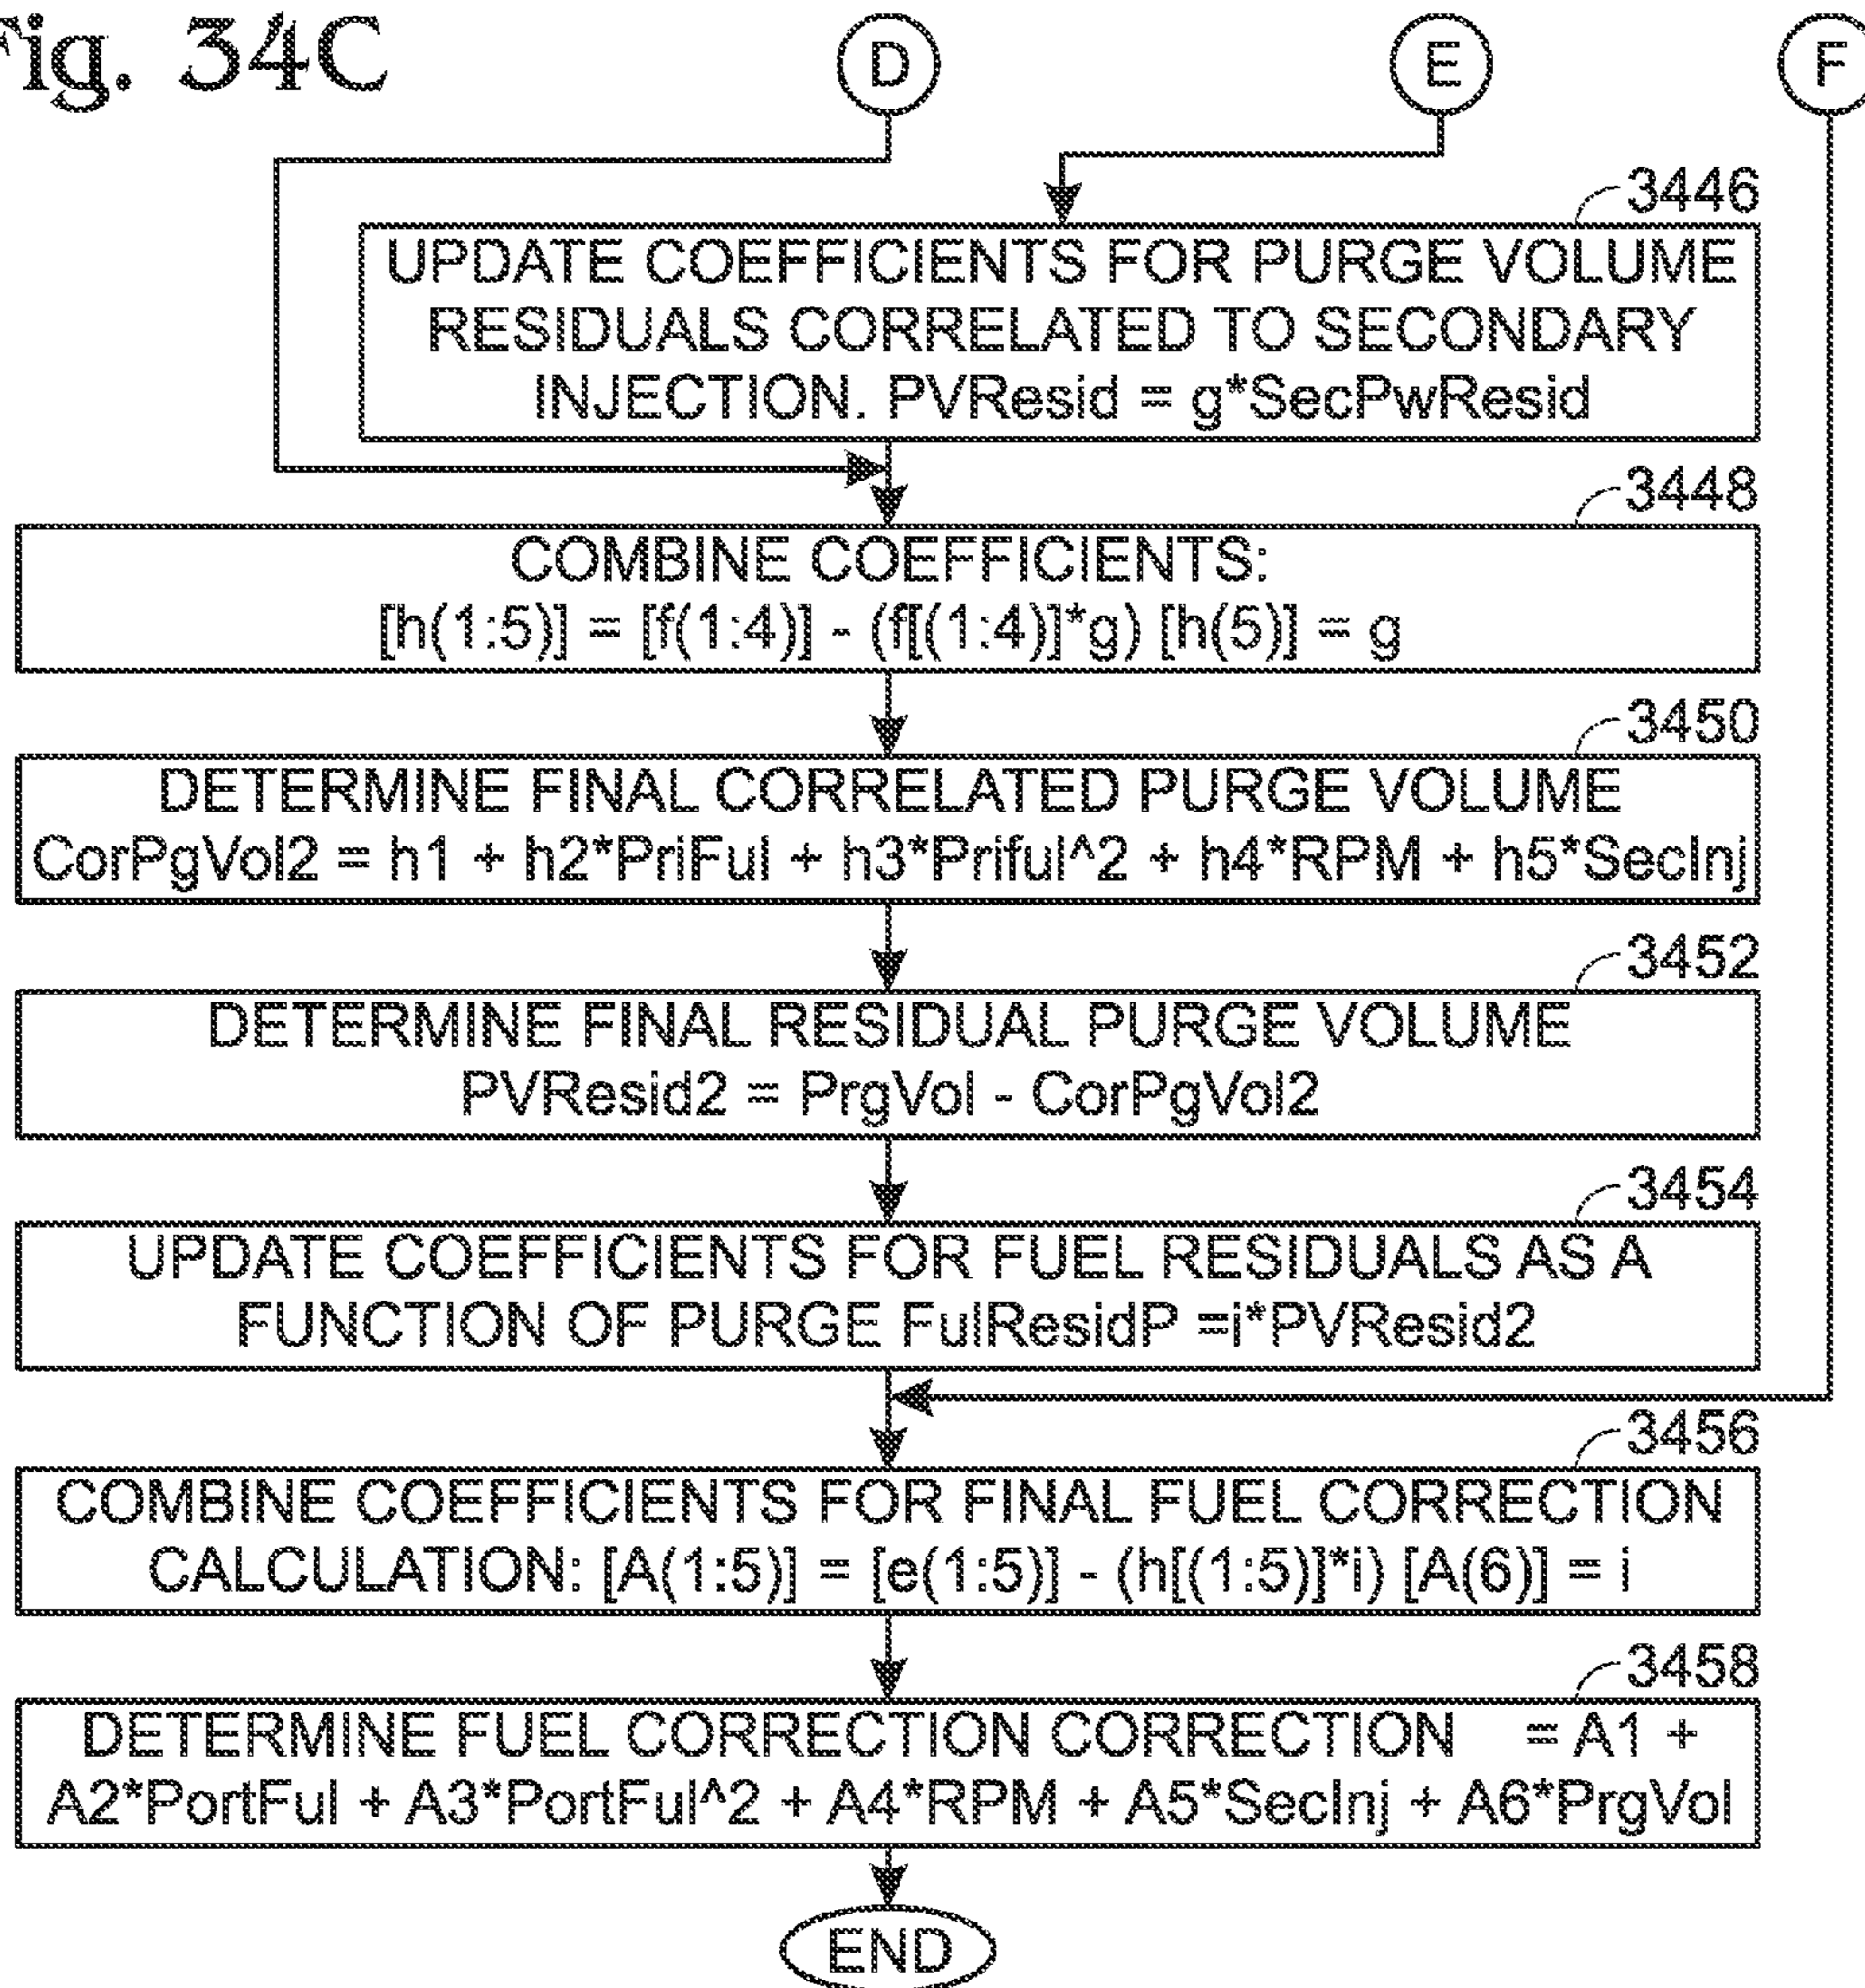 Fig. 34C
D
E
F
3446
UPDATE COEFFICIENTS FOR PURGE VOLUME
RESIDUALS CORRELATED TO SECONDARY
INJECTION. PVResid = g*SecPwResid
3448
COMBINE COEFFICIENTS:
[h(1:5)] = [f(1:4)] - (f[(1:4)]*g) [h(5)] = g
3450
DETERMINE FINAL CORRELATED PURGE VOLUME
CorPgVol2 = h1 + h2*PriFul + h3*Priful^2 + h4*RPM + h5*SecInj
3452
DETERMINE FINAL RESIDUAL PURGE VOLUME
PVResid2 = PrgVol - CorPgVol2
3454
UPDATE COEFFICIENTS FOR FUEL RESIDUALS AS A
FUNCTION OF PURGE FulResidP =i*PVResid2
3456
COMBINE COEFFICIENTS FOR FINAL FUEL CORRECTION
CALCULATION: [A(1:5)] = [e(1:5)] - (h[(1:5)]*i) [A(6)] = i
3458
DETERMINE FUEL CORRECTION CORRECTION = A1 +
A2*PortFul + A3*PortFul^2 + A4*RPM + A5*SecInj + A6*PrgVol
END